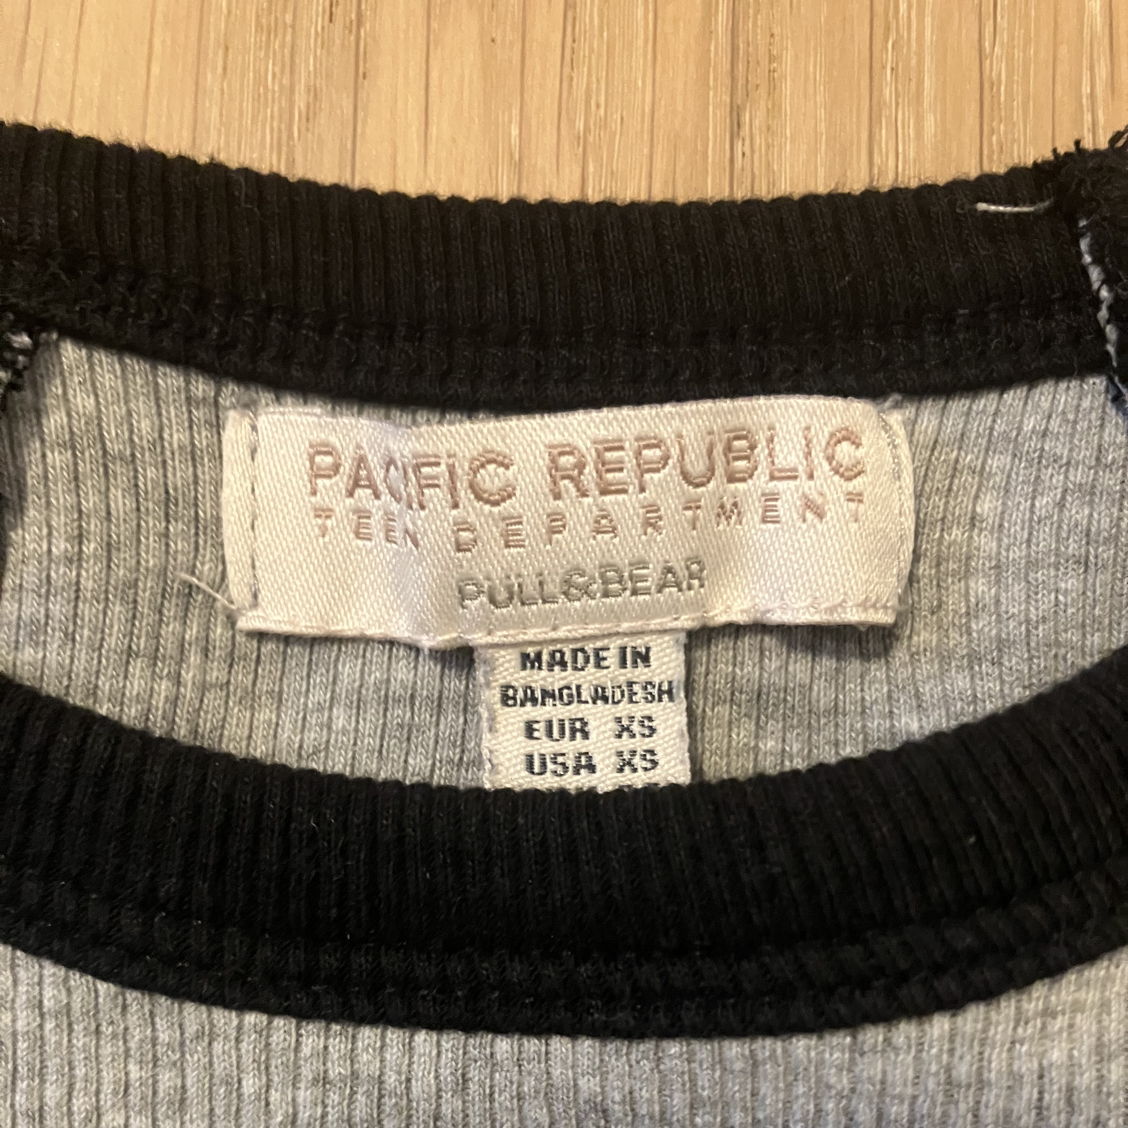 PACIFIC REPUBLIC
TEEN DEPARTMENT
PULL&BEAR
MADE IN
BANGLADESH
EUR XS
USA XS